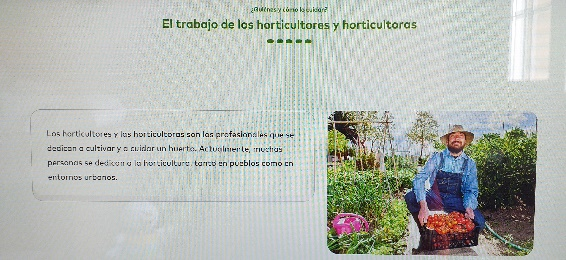 ¿Quiénes y cómo lo cuidan?
El trabajo de los horticultores y horticultoras
Los horticultores y las horticultoras son los profesionales que se
dedican a cultivar y a cuidar un huerto. Actualmente, muchas
personas se dedican a la horticultura, tanto en pueblos como en
entornos urbanos.